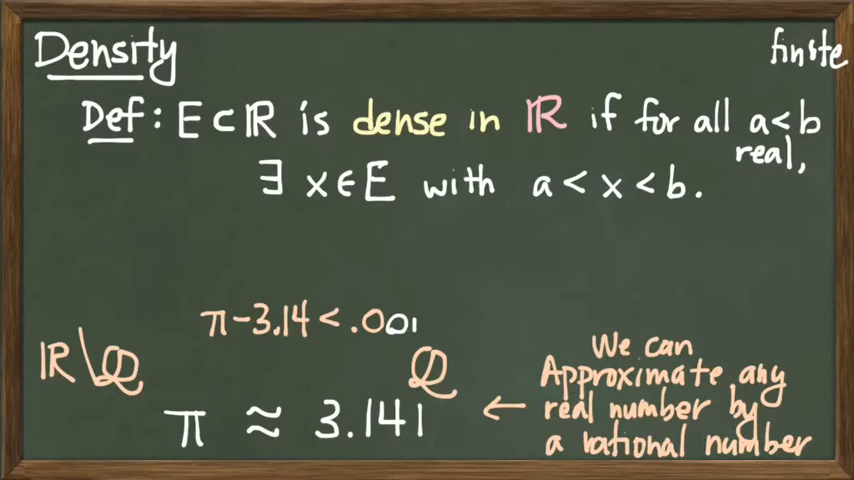 Density
finite
Def: E ⊂ ℝ is dense in ℝ if for all a < b
real,
∃ x ∈ E with a < x < b.
π - 3.14 < .001
ℝ \ ℚ
ℚ
π ≈ 3.141
← We can
Approximate any
real number by
a rational number